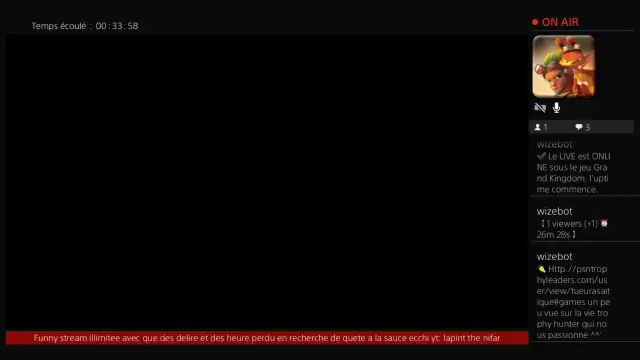 Temps écoulé : 00:33:58
ON AIR
1 3
wizebot
Le LIVE est ONLI
NE sous le jeu Gra
nd Kingdom, l'upti
me commence.
wizebot
[ 1 viewers (+1)
26m 28s ]
wizebot
Http://psntrop
hyleaders.com/us
er/view/tueurasait
ique#games un pe
u vue sur la vie tro
phy hunter qui no
us passionne ^^
Funny stream illimitee avec que des delire et des heure perdu en recherche de quete a la sauce ecchi yt: lapint the nifar